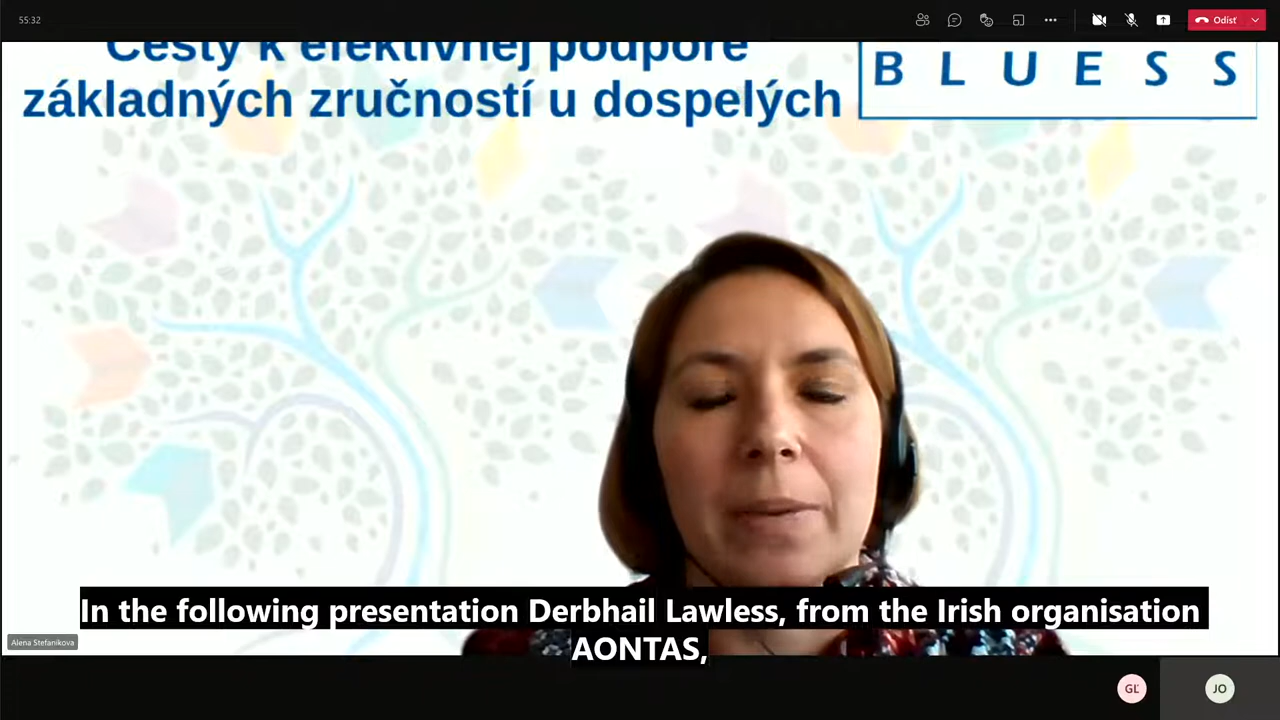 55:32
Odísť
Cesty k efektívnej podpore
základných zručností u dospelých
BLUESS
In the following presentation Derbhail Lawless, from the Irish organisation
AONTAS,
Alena Stefanikova
GĽ
JO